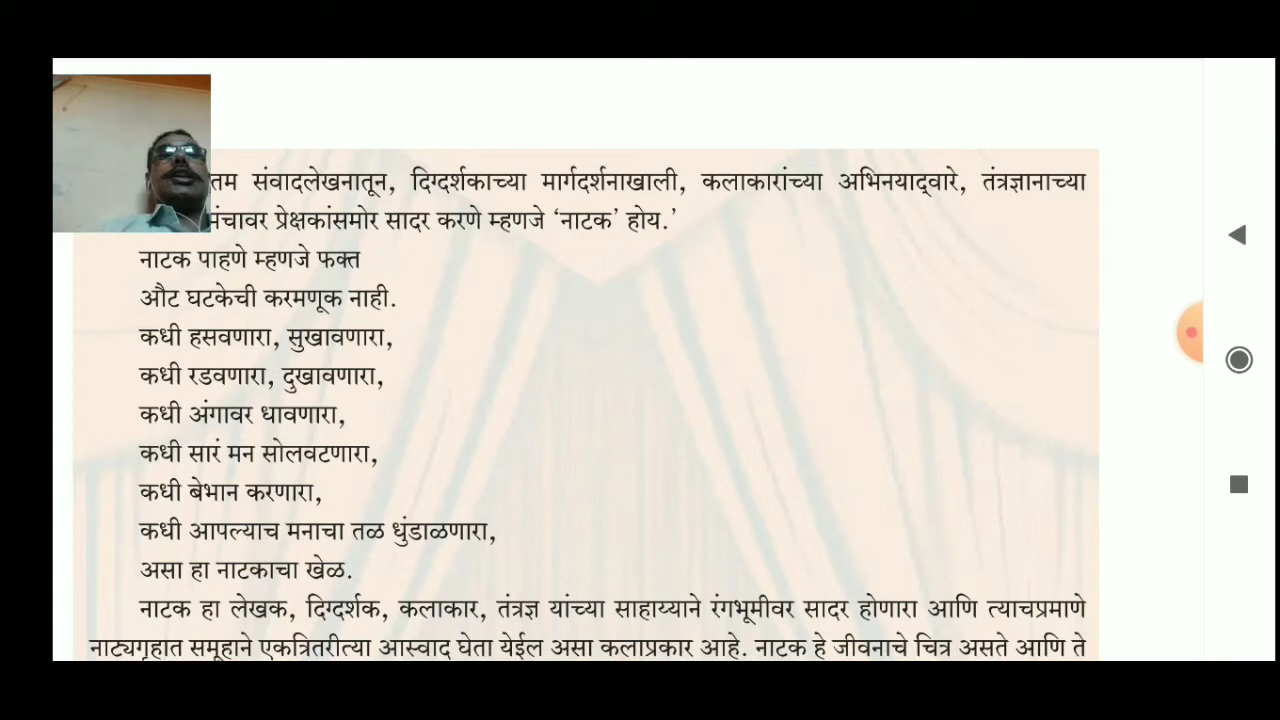 तम संवादलेखनातून, दिग्दर्शकाच्या मार्गदर्शनाखाली, कलाकारांच्या अभिनयाद्वारे, तंत्रज्ञानाच्या
मंचावर प्रेक्षकांसमोर सादर करणे म्हणजे ‘नाटक’ होय.’
नाटक पाहणे म्हणजे फक्त
औट घटकेची करमणूक नाही.
कधी हसवणारा, सुखावणारा,
कधी रडवणारा, दुखावणारा,
कधी अंगावर धावणारा,
कधी सारं मन सोलवटणारा,
कधी बेभान करणारा,
कधी आपल्याच मनाचा तळ धुंडाळणारा,
असा हा नाटकाचा खेळ.
नाटक हा लेखक, दिग्दर्शक, कलाकार, तंत्रज्ञ यांच्या साहाय्याने रंगभूमीवर सादर होणारा आणि त्याचप्रमाणे
नाट्यगृहात समूहाने एकत्रितरीत्या आस्वाद घेता येईल असा कलाप्रकार आहे. नाटक हे जीवनाचे चित्र असते आणि ते